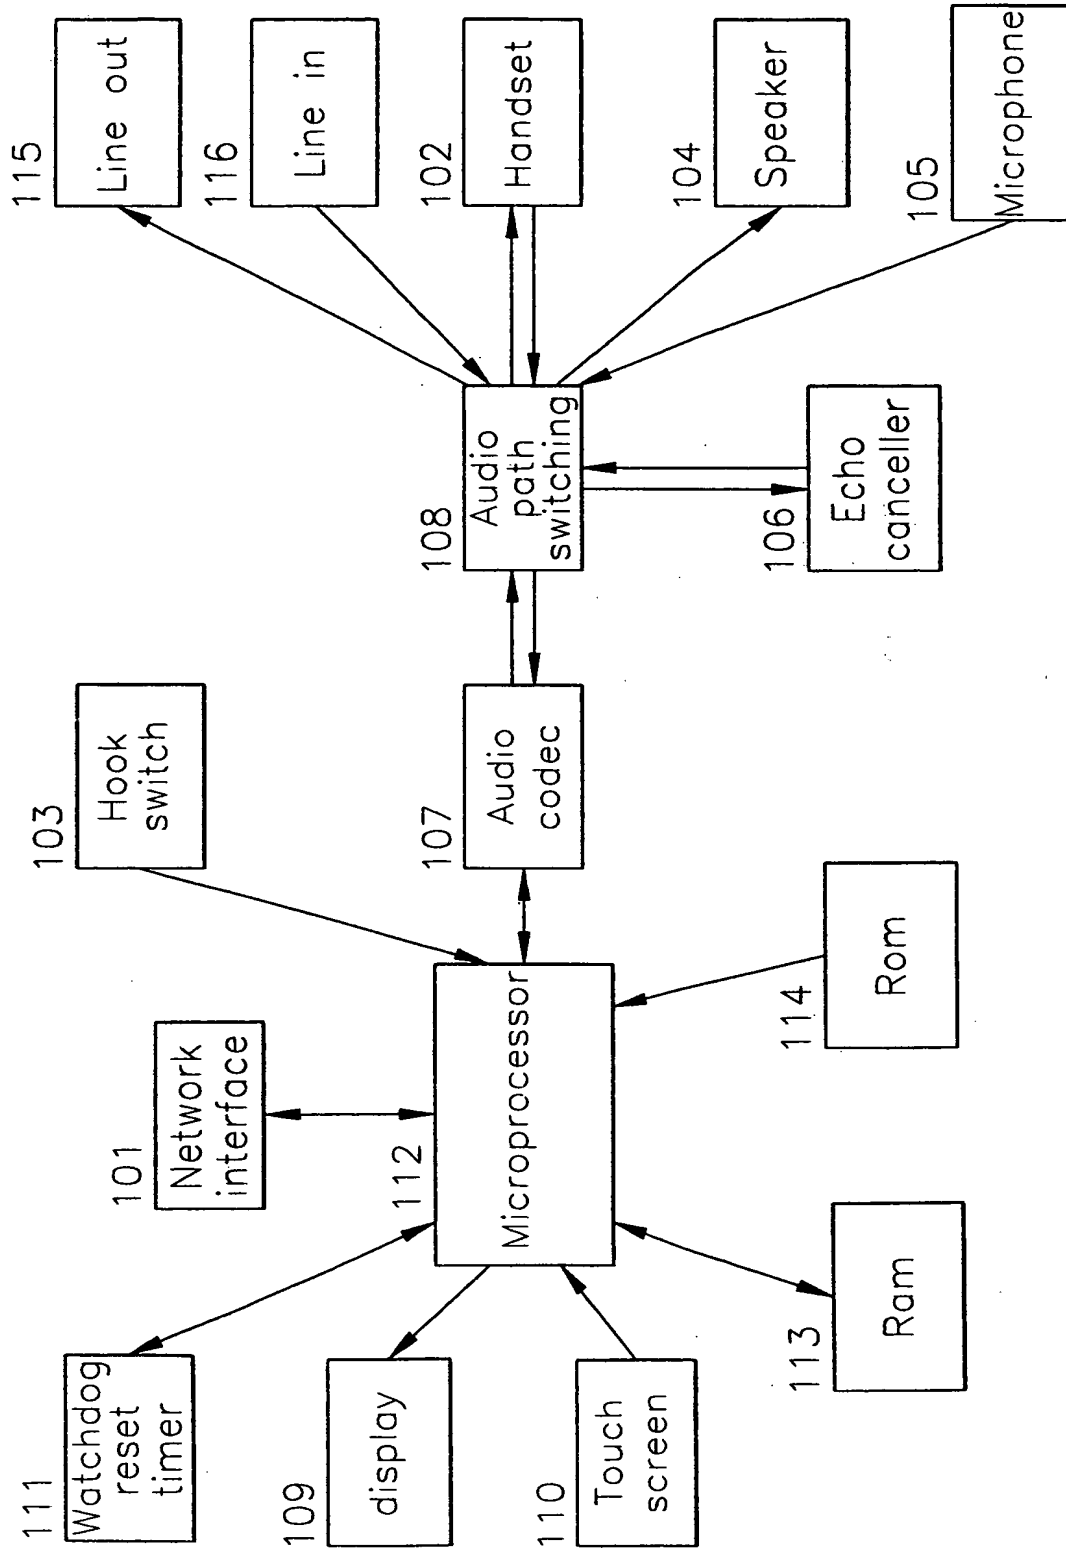 111
Watchdog
reset
timer
109
display
110
Touch
screen
101
Network
interface
112
Microprocessor
113
Ram
114
Rom
103
Hook
switch
107
Audio
codec
108
Audio
path
switching
106
Echo
canceller
115
Line out
116
Line in
102
Handset
104
Speaker
105
Microphone